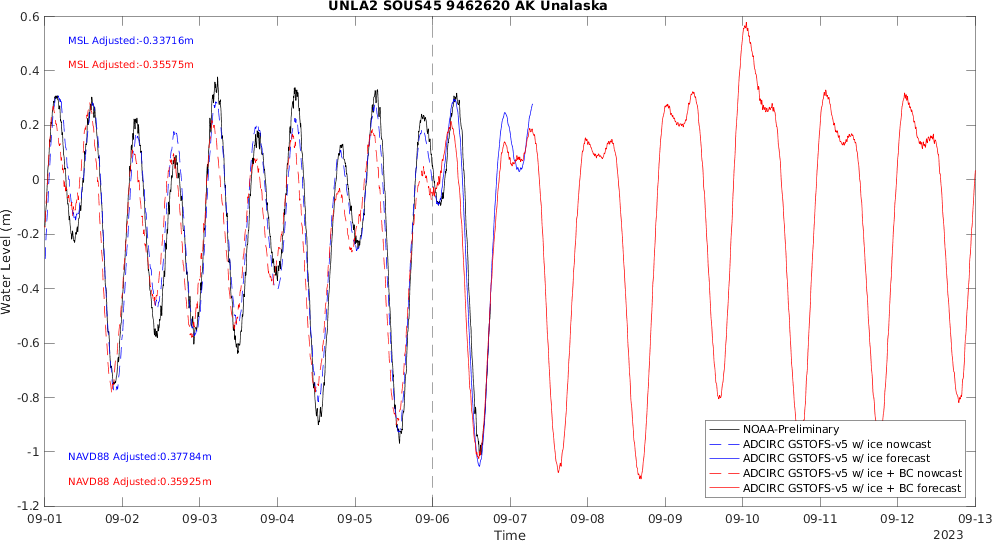 UNLA2 SOUS45 9462620 AK Unalaska
MSL Adjusted:-0.33716m
MSL Adjusted:-0.35575m
0.6
0.4
0.2
0
-0.2
-0.4
-0.6
-0.8
-1
-1.2
Water Level (m)
NAVD88 Adjusted:0.37784m
NAVD88 Adjusted:0.35925m
NOAA-Preliminary
ADCIRC GSTOFS-v5 w/ ice nowcast
ADCIRC GSTOFS-v5 w/ ice forecast
ADCIRC GSTOFS-v5 w/ ice + BC nowcast
ADCIRC GSTOFS-v5 w/ ice + BC forecast
09-01 09-02 09-03 09-04 09-05 09-06 09-07 09-08 09-09 09-10 09-11 09-12 09-13
Time
2023